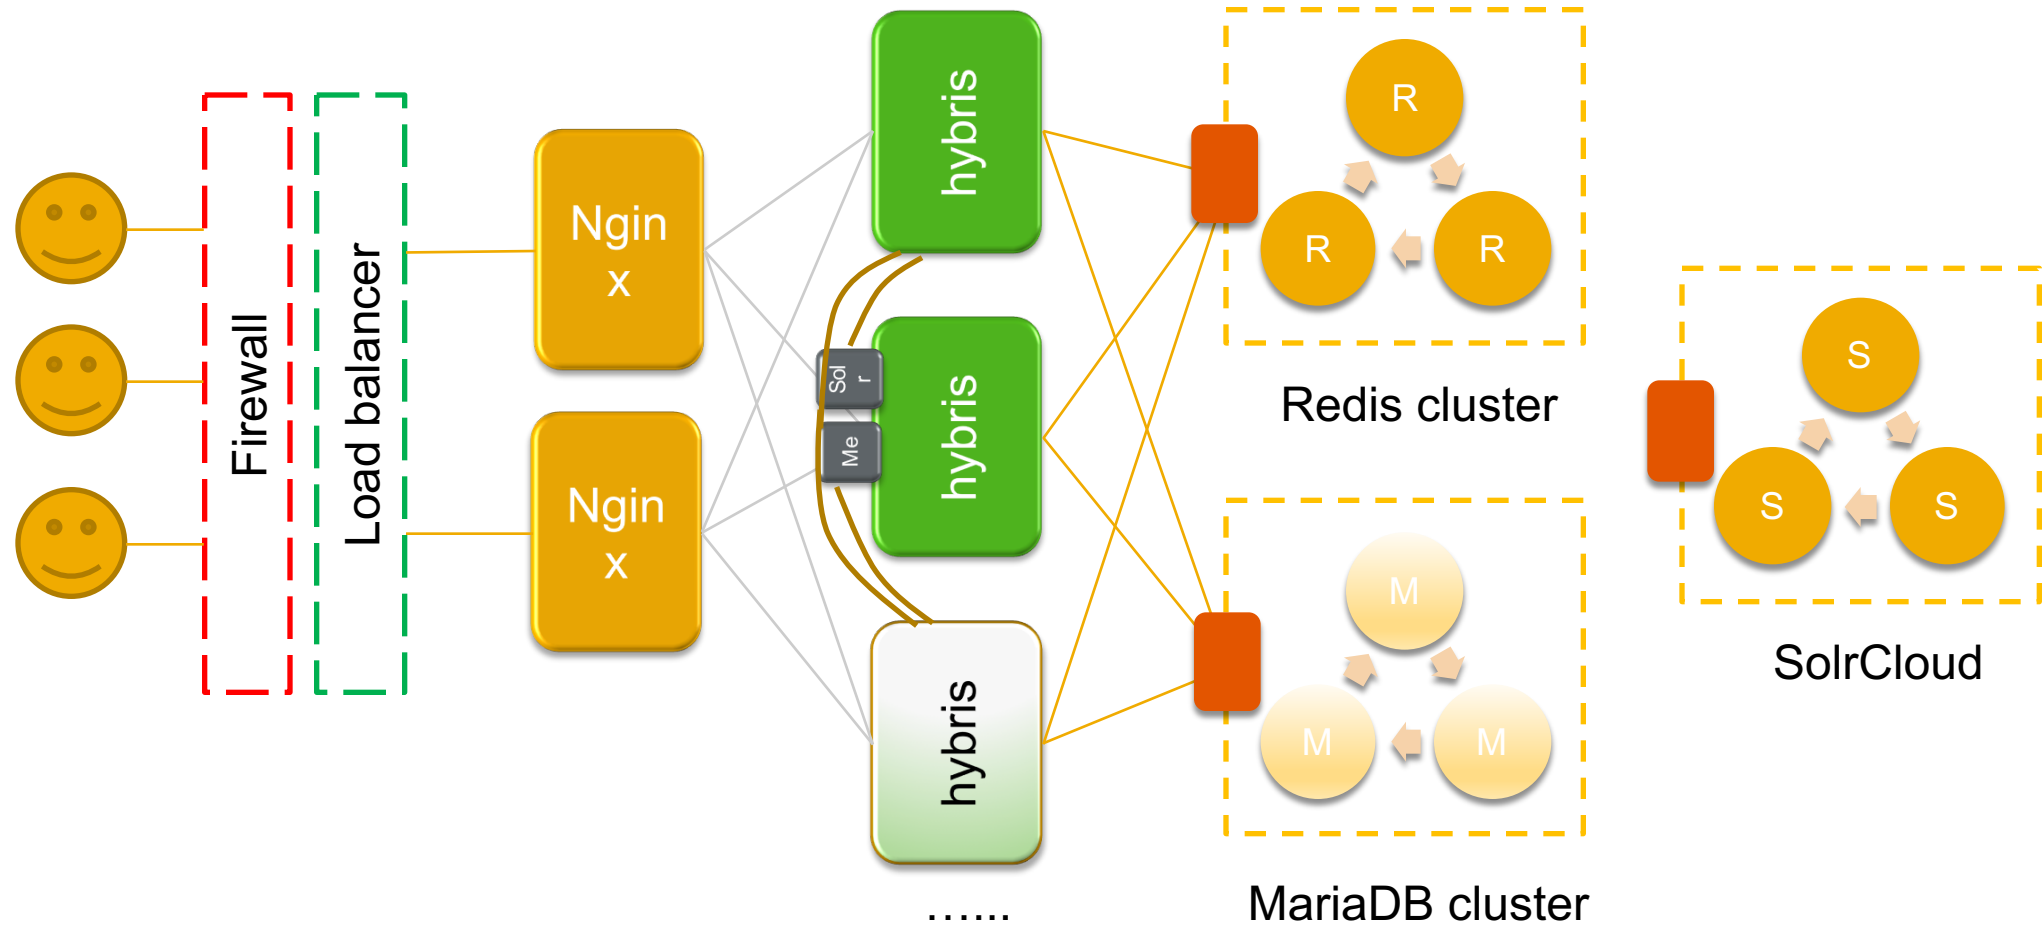 Firewall
Load balancer
Ngin
x
Ngin
x
hybris
Sol
r
Me
hybris
hybris
…...
R
R
R
Redis cluster
M
M
M
MariaDB cluster
S
S
S
SolrCloud